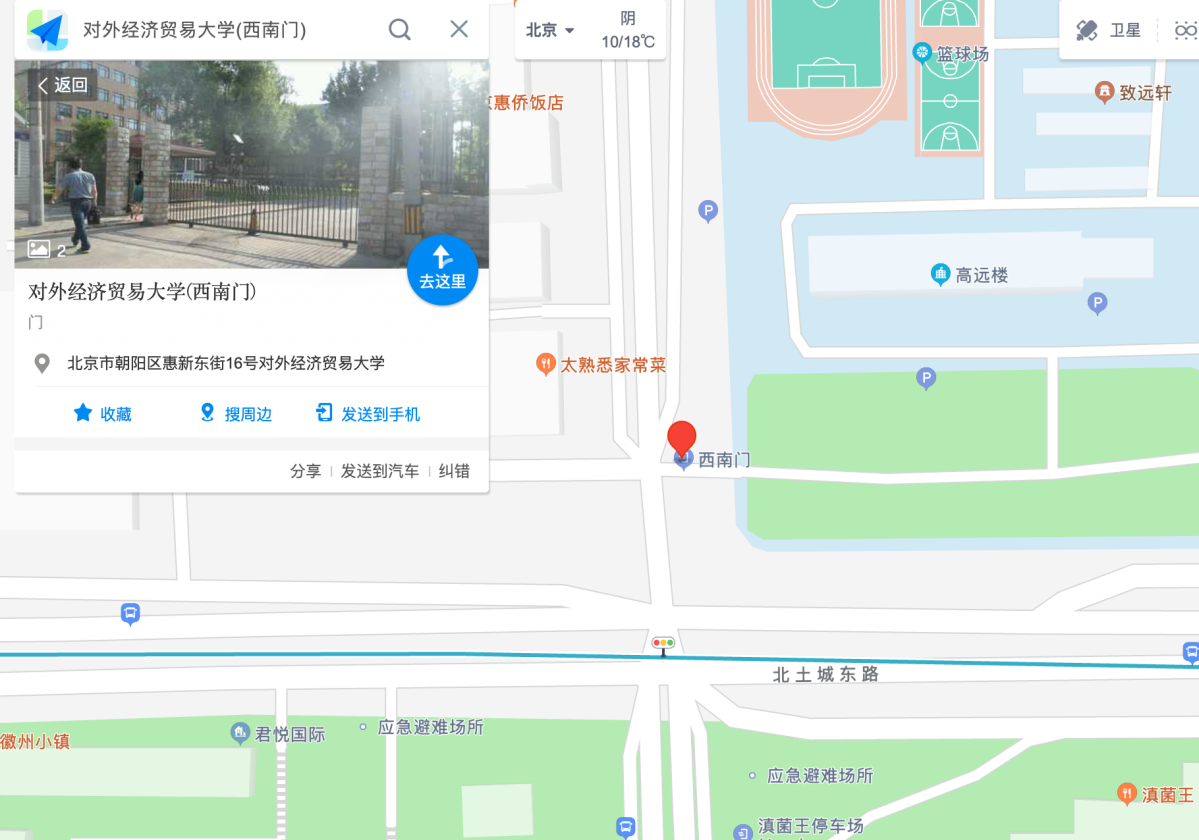 对外经济贸易大学(西南门)
返回
2
去这里
对外经济贸易大学(西南门)
门
北京市朝阳区惠新东街16号对外经济贸易大学
收藏
搜周边
发送到手机
分享
发送到汽车
纠错
北京
阴
10/18℃
卫星
篮球场
致远轩
惠侨饭店
P
高远楼
P
太熟悉家常菜
P
西南门
北土城东路
徽州小镇
君悦国际
应急避难场所
应急避难场所
滇菌王
滇菌王停车场